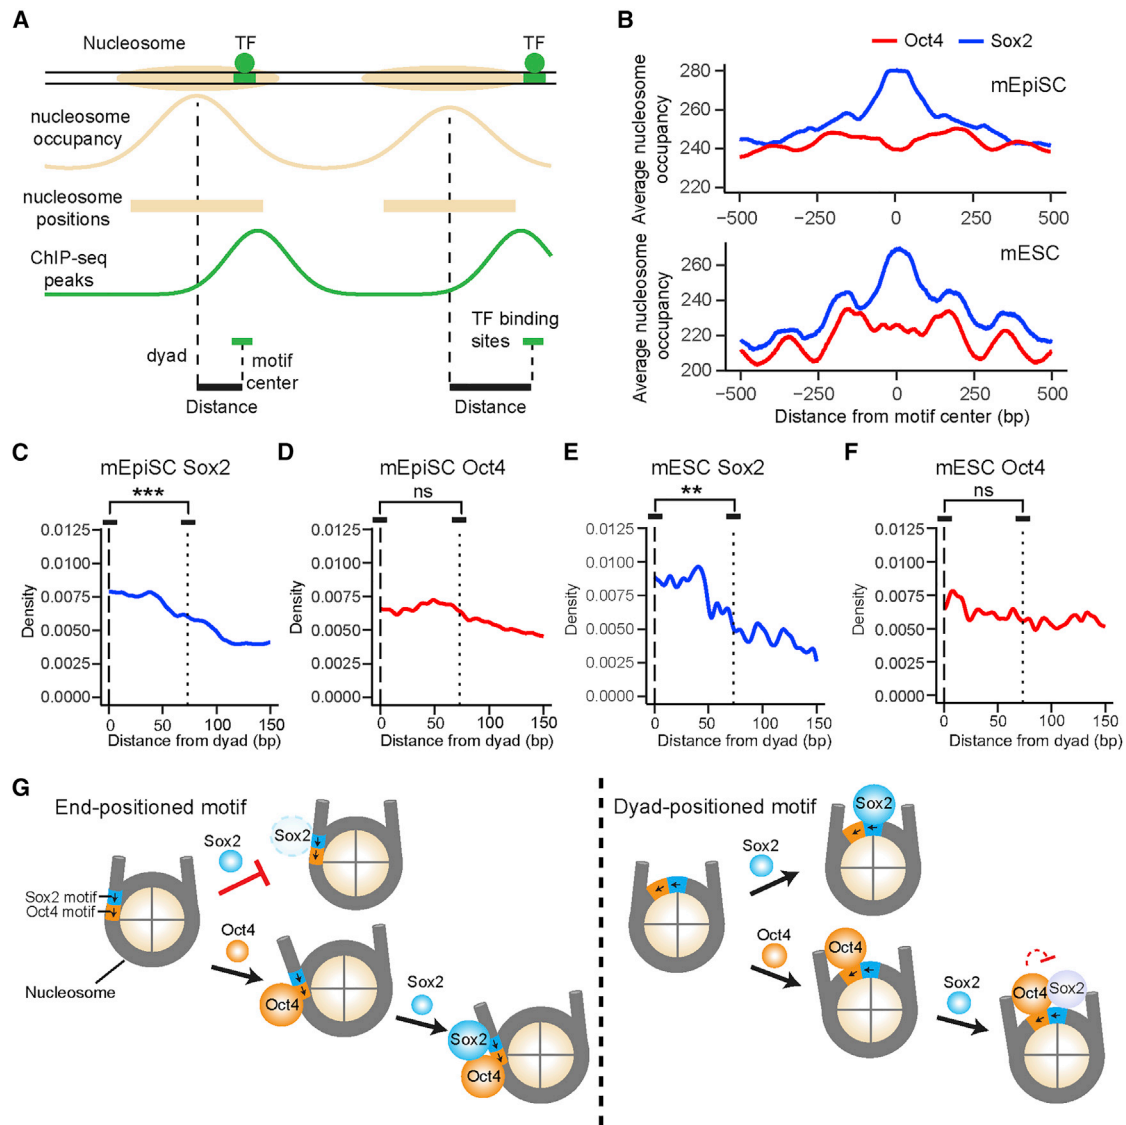 A
Nucleosome
TF
TF
nucleosome
occupancy
nucleosome
positions
ChIP-seq
peaks
TF binding
sites
dyad
motif
center
Distance
Distance
B
Oct4
Sox2
mEpiSC
Average nucleosome
occupancy
280
260
240
220
−500
−250
0
250
500
mESC
Average nucleosome
occupancy
260
240
220
200
−500
−250
0
250
500
Distance from motif center (bp)
C
mEpiSC Sox2
***
Density
0.0125
0.0100
0.0075
0.0050
0.0025
0.0000
0
50
100
150
Distance from dyad (bp)
D
mEpiSC Oct4
ns
Density
0.0125
0.0100
0.0075
0.0050
0.0025
0.0000
0
50
100
150
Distance from dyad (bp)
E
mESC Sox2
**
Density
0.0125
0.0100
0.0075
0.0050
0.0025
0.0000
0
50
100
150
Distance from dyad (bp)
F
mESC Oct4
ns
Density
0.0125
0.0100
0.0075
0.0050
0.0025
0.0000
0
50
100
150
Distance from dyad (bp)
G
End-positioned motif
Sox2
Sox2
Sox2 motif
Oct4 motif
Nucleosome
Oct4
Oct4
Sox2
Sox2
Oct4
Dyad-positioned motif
Sox2
Sox2
Oct4
Oct4
Sox2
Oct4
Sox2